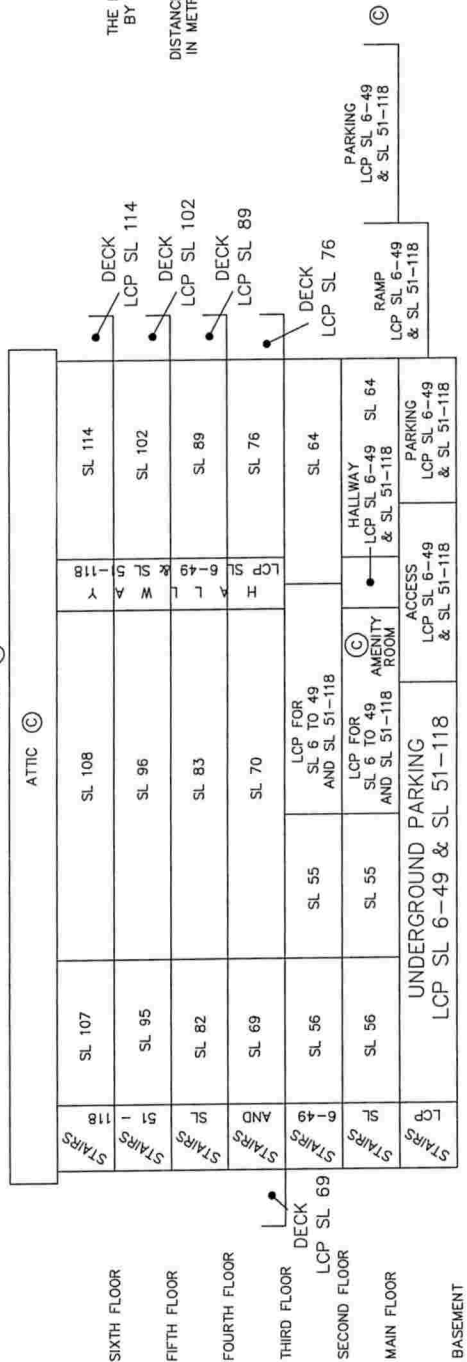 THE
BY
DISTANC
IN METR
ATTIC Ⓒ
SIXTH FLOOR
STAIRS
SL 107
SL 108
SL 114
DECK
LCP SL 114
FIFTH FLOOR
STAIRS
SL 95
SL 96
SL 102
DECK
LCP SL 102
FOURTH FLOOR
STAIRS
SL 82
SL 83
SL 89
DECK
LCP SL 89
THIRD FLOOR
STAIRS
SL 69
SL 70
SL 76
DECK
LCP SL 76
DECK
LCP SL 69
HALLWAY
LCP SL 6-49 & SL 51-118
SECOND FLOOR
STAIRS
SL 56
SL 55
LCP FOR
SL 6 TO 49
AND SL 51-118
SL 64
MAIN FLOOR
STAIRS
SL 56
SL 55
LCP FOR
SL 6 TO 49
AND SL 51-118
Ⓒ
AMENITY
ROOM
HALLWAY
LCP SL 6-49
& SL 51-118
SL 64
BASEMENT
STAIRS
LCP SL 6-49 AND SL 51-118
UNDERGROUND PARKING
LCP SL 6-49 & SL 51-118
ACCESS
LCP SL 6-49
& SL 51-118
PARKING
LCP SL 6-49
& SL 51-118
RAMP
LCP SL 6-49
& SL 51-118
PARKING
LCP SL 6-49
& SL 51-118
Ⓒ